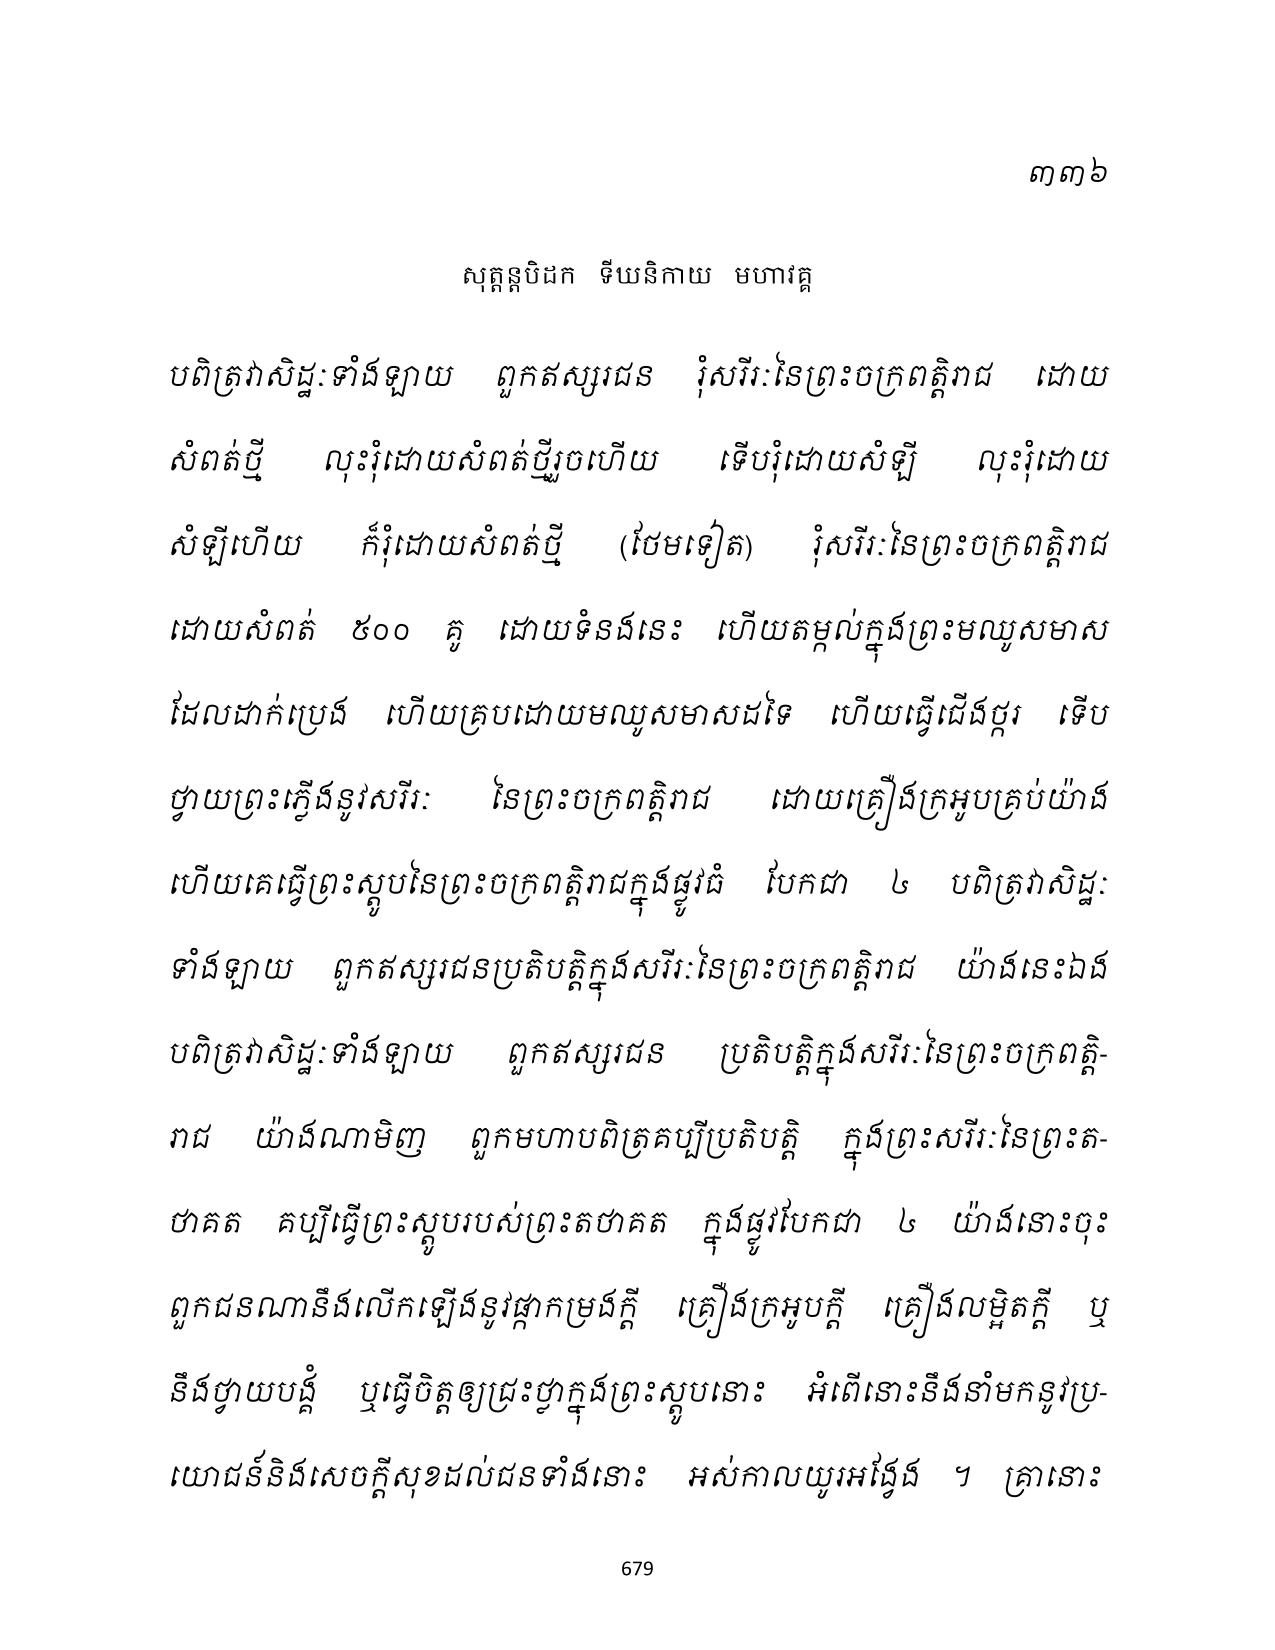 ៣៣៦
សុត្តន្តបិដក ទីឃនិកាយ មហាវគ្គ
បពិត្រវាសិដ្ឋៈទាំងឡាយ ពួកឥស្សរជន រុំសរីរៈនៃព្រះចក្រពត្តិរាជ ដោយ
សំពត់ថ្មី លុះរុំដោយសំពត់ថ្មីរួចហើយ ទើបរុំដោយសំឡី លុះរុំដោយ
សំឡីហើយ ក៏រុំដោយសំពត់ថ្មី (ថែមទៀត) រុំសរីរៈនៃព្រះចក្រពត្តិរាជ
ដោយសំពត់ ៥០០ គូ ដោយទំនងនេះ ហើយតម្កល់ក្នុងព្រះមឈូសមាស
ដែលដាក់ប្រេង ហើយគ្របដោយមឈូសមាសដទៃ ហើយធ្វើជើងថ្ករ ទើប
ថ្វាយព្រះភ្លើងនូវសរីរៈ នៃព្រះចក្រពត្តិរាជ ដោយគ្រឿងក្រអូបគ្រប់យ៉ាង
ហើយគេធ្វើព្រះស្តូបនៃព្រះចក្រពត្តិរាជក្នុងផ្លូវធំ បែកជា ៤ បពិត្រវាសិដ្ឋៈ
ទាំងឡាយ ពួកឥស្សរជនប្រតិបត្តិក្នុងសរីរៈនៃព្រះចក្រពត្តិរាជ យ៉ាងនេះឯង
បពិត្រវាសិដ្ឋៈទាំងឡាយ ពួកឥស្សរជន ប្រតិបត្តិក្នុងសរីរៈនៃព្រះចក្រពត្តិ-
រាជ យ៉ាងណាមិញ ពួកមហាបពិត្រគប្បីប្រតិបត្តិ ក្នុងព្រះសរីរៈនៃព្រះត-
ថាគត គប្បីធ្វើព្រះស្តូបរបស់ព្រះតថាគត ក្នុងផ្លូវបែកជា ៤ យ៉ាងនោះចុះ
ពួកជនណានឹងលើកឡើងនូវផ្កាកម្រងក្តី គ្រឿងក្រអូបក្តី គ្រឿងលម្អិតក្តី ឬ
នឹងថ្វាយបង្គំ ឬធ្វើចិត្តឲ្យជ្រះថ្លាក្នុងព្រះស្តូបនោះ អំពើនោះនឹងនាំមកនូវប្រ-
យោជន៍និងសេចក្តីសុខដល់ជនទាំងនោះ អស់កាលយូរអង្វែង ។ គ្រានោះ
679